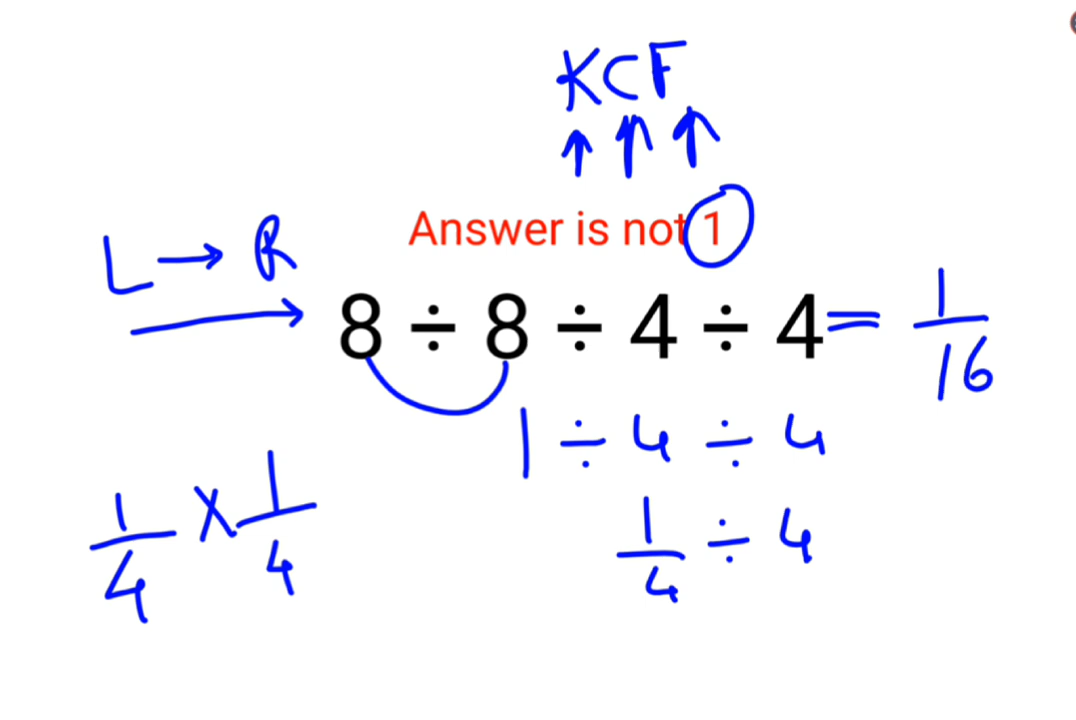 KCF
Answer is not 1
L → R
8 ÷ 8 ÷ 4 ÷ 4 = 1/16
1 ÷ 4 ÷ 4
1/4 × 1/4
1/4 ÷ 4